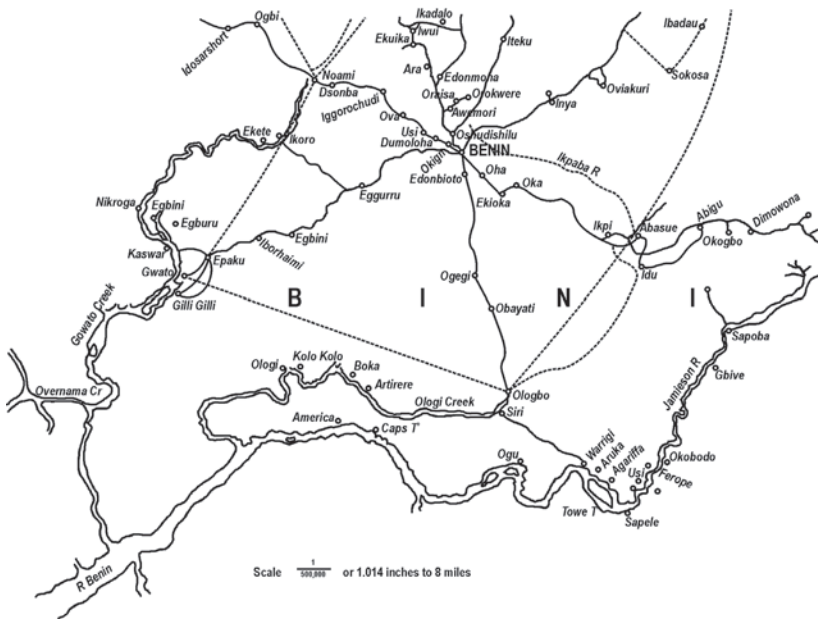 Ogbi
Idosarshort
Noami
Dsonba
Iggorochudi
Ova
Usi
Dumoloha
Okigh
Ikadalo
Iwui
Ekuika
Ara
Edonmoha
Oraisa
Orokwere
Awemori
Iteku
Oshudishilu
BENIN
Ibadau
Sokosa
Oviakuri
Inya
Ikpaba R
Ekete
Ikoro
Edonbioto
Oha
Ekioka
Oka
Eggurru
Nikroga
Egbini
Egburu
Kaswar
Gwato
Epaku
Iborhaimi
Egbini
Gilli Gilli
Ikpi
Abasue
Abigu
Okogbo
Dimowona
Idu
Ogegi
Obayati
B I N I
Gowato Creek
Overnama Cr
Ologi
Kolo Kolo
Boka
Artirere
Ologi Creek
Ologbo
Siri
America
Caps T'
Sapoba
Gbive
Jamieson R
Ogu
Warrigi
Aruka
Agariffa
Usi
Ferope
Okobodo
Towe T
Sapele
R Benin
Scale 1/500,000 or 1.014 inches to 8 miles